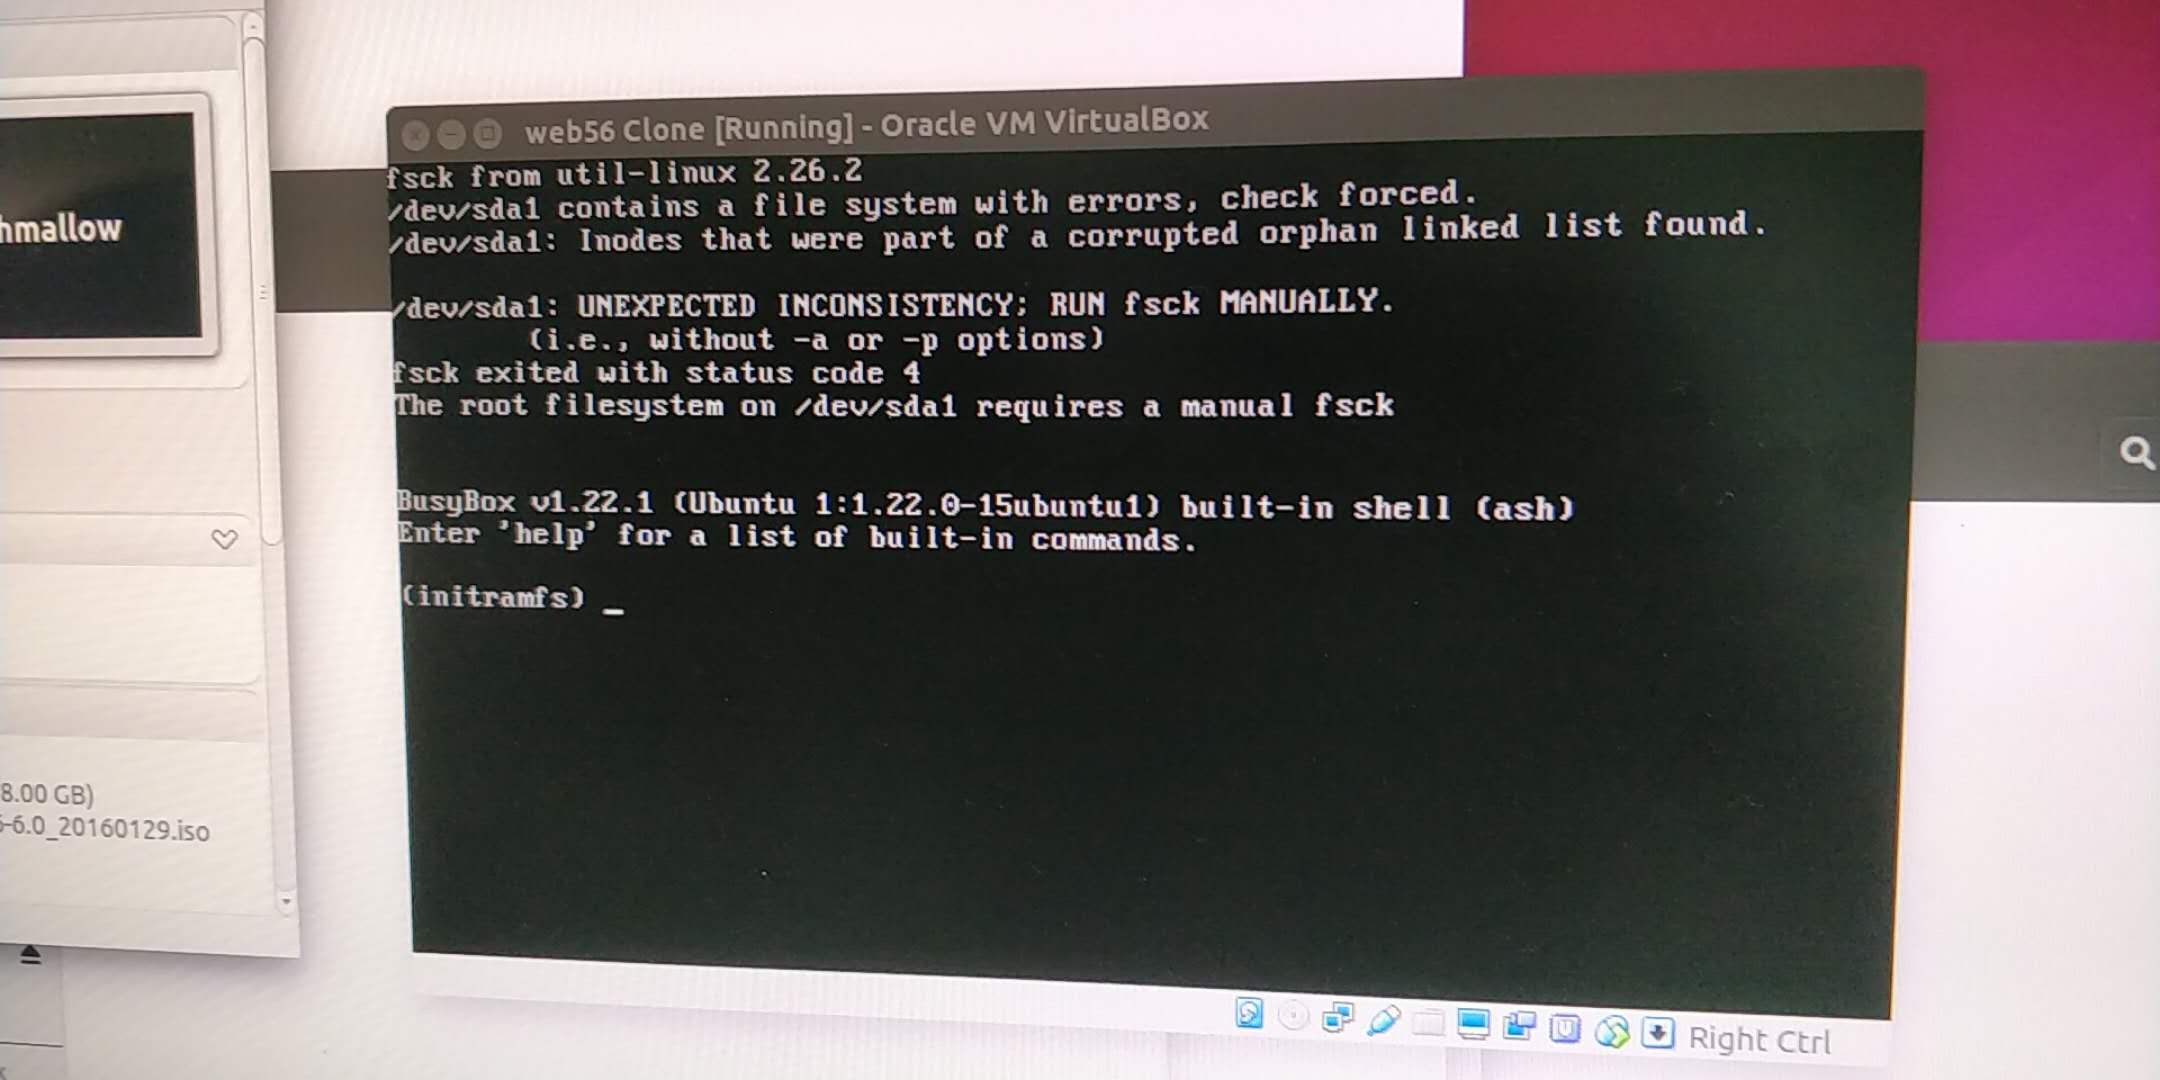 web56 Clone [Running] - Oracle VM VirtualBox
fsck from util-linux 2.26.2
/dev/sda1 contains a file system with errors, check forced.
/dev/sda1: Inodes that were part of a corrupted orphan linked list found.
/dev/sda1: UNEXPECTED INCONSISTENCY; RUN fsck MANUALLY.
(i.e., without -a or -p options)
fsck exited with status code 4
The root filesystem on /dev/sda1 requires a manual fsck
BusyBox v1.22.1 (Ubuntu 1:1.22.0-15ubuntu1) built-in shell (ash)
Enter 'help' for a list of built-in commands.
(initramfs) _
Right Ctrl
hmallow
8.00 GB)
-6.0_20160129.iso